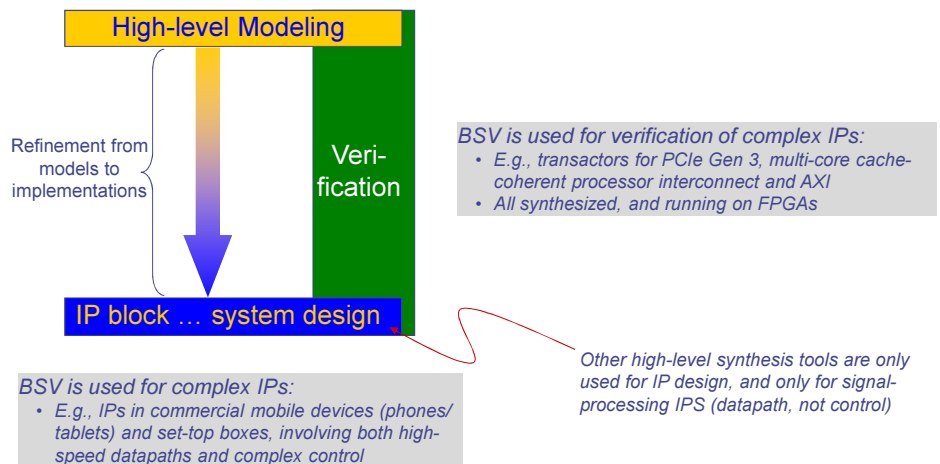 High-level Modeling
Refinement from
models to
implementations
Veri-
fication
BSV is used for verification of complex IPs:
• E.g., transactors for PCIe Gen 3, multi-core cache-
coherent processor interconnect and AXI
• All synthesized, and running on FPGAs
IP block … system design
Other high-level synthesis tools are only
used for IP design, and only for signal-
processing IPS (datapath, not control)
BSV is used for complex IPs:
• E.g., IPs in commercial mobile devices (phones/
tablets) and set-top boxes, involving both high-
speed datapaths and complex control